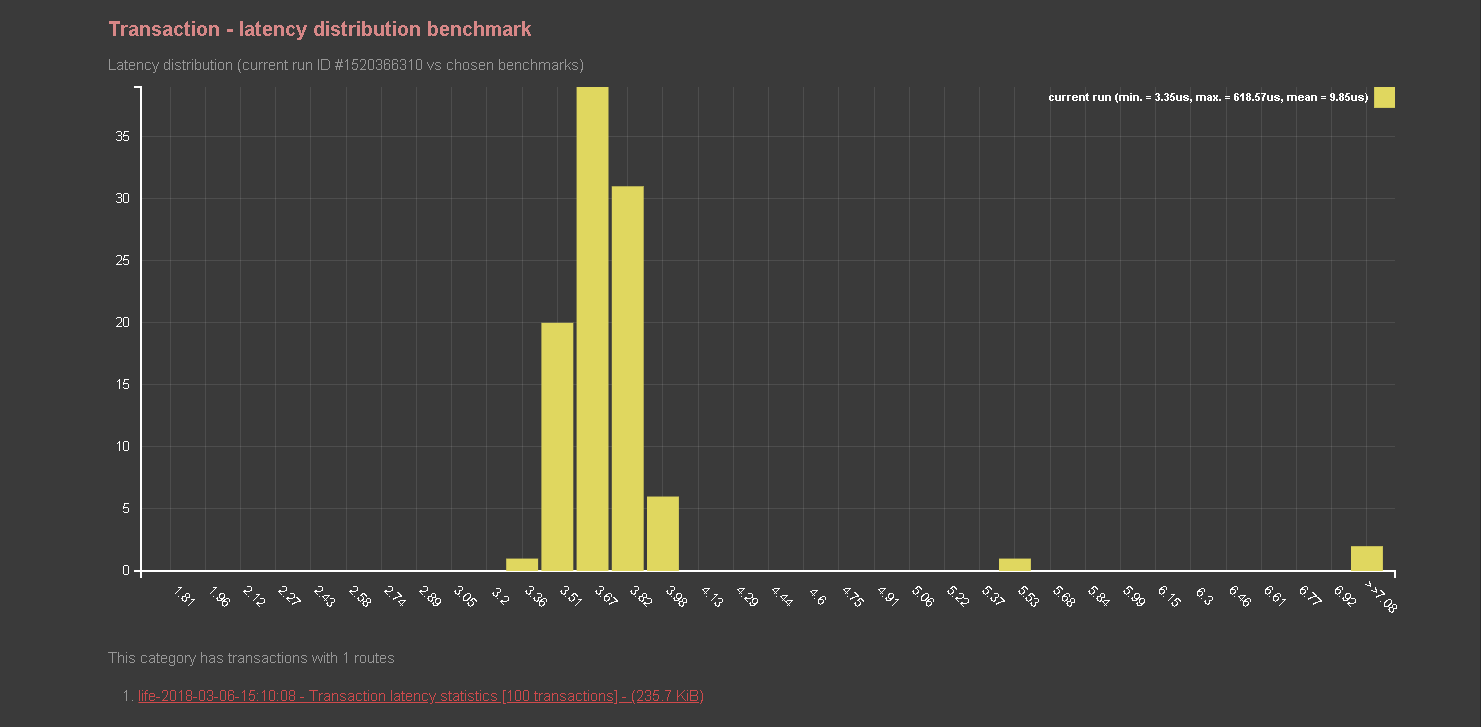 Transaction - latency distribution benchmark
Latency distribution (current run ID #1520366310 vs chosen benchmarks)
current run (min. = 3.35us, max. = 618.57us, mean = 9.85us)
35
30
25
20
15
10
5
0
1.81 1.96 2.12 2.27 2.43 2.58 2.74 2.89 3.05 3.2 3.36 3.51 3.67 3.82 3.98 4.13 4.29 4.44 4.6 4.75 4.91 5.06 5.22 5.37 5.53 5.68 5.84 5.99 6.15 6.3 6.46 6.61 6.77 6.92 >>7.08
This category has transactions with 1 routes
1. life-2018-03-06-15:10:08 - Transaction latency statistics [100 transactions] - (235.7 KiB)